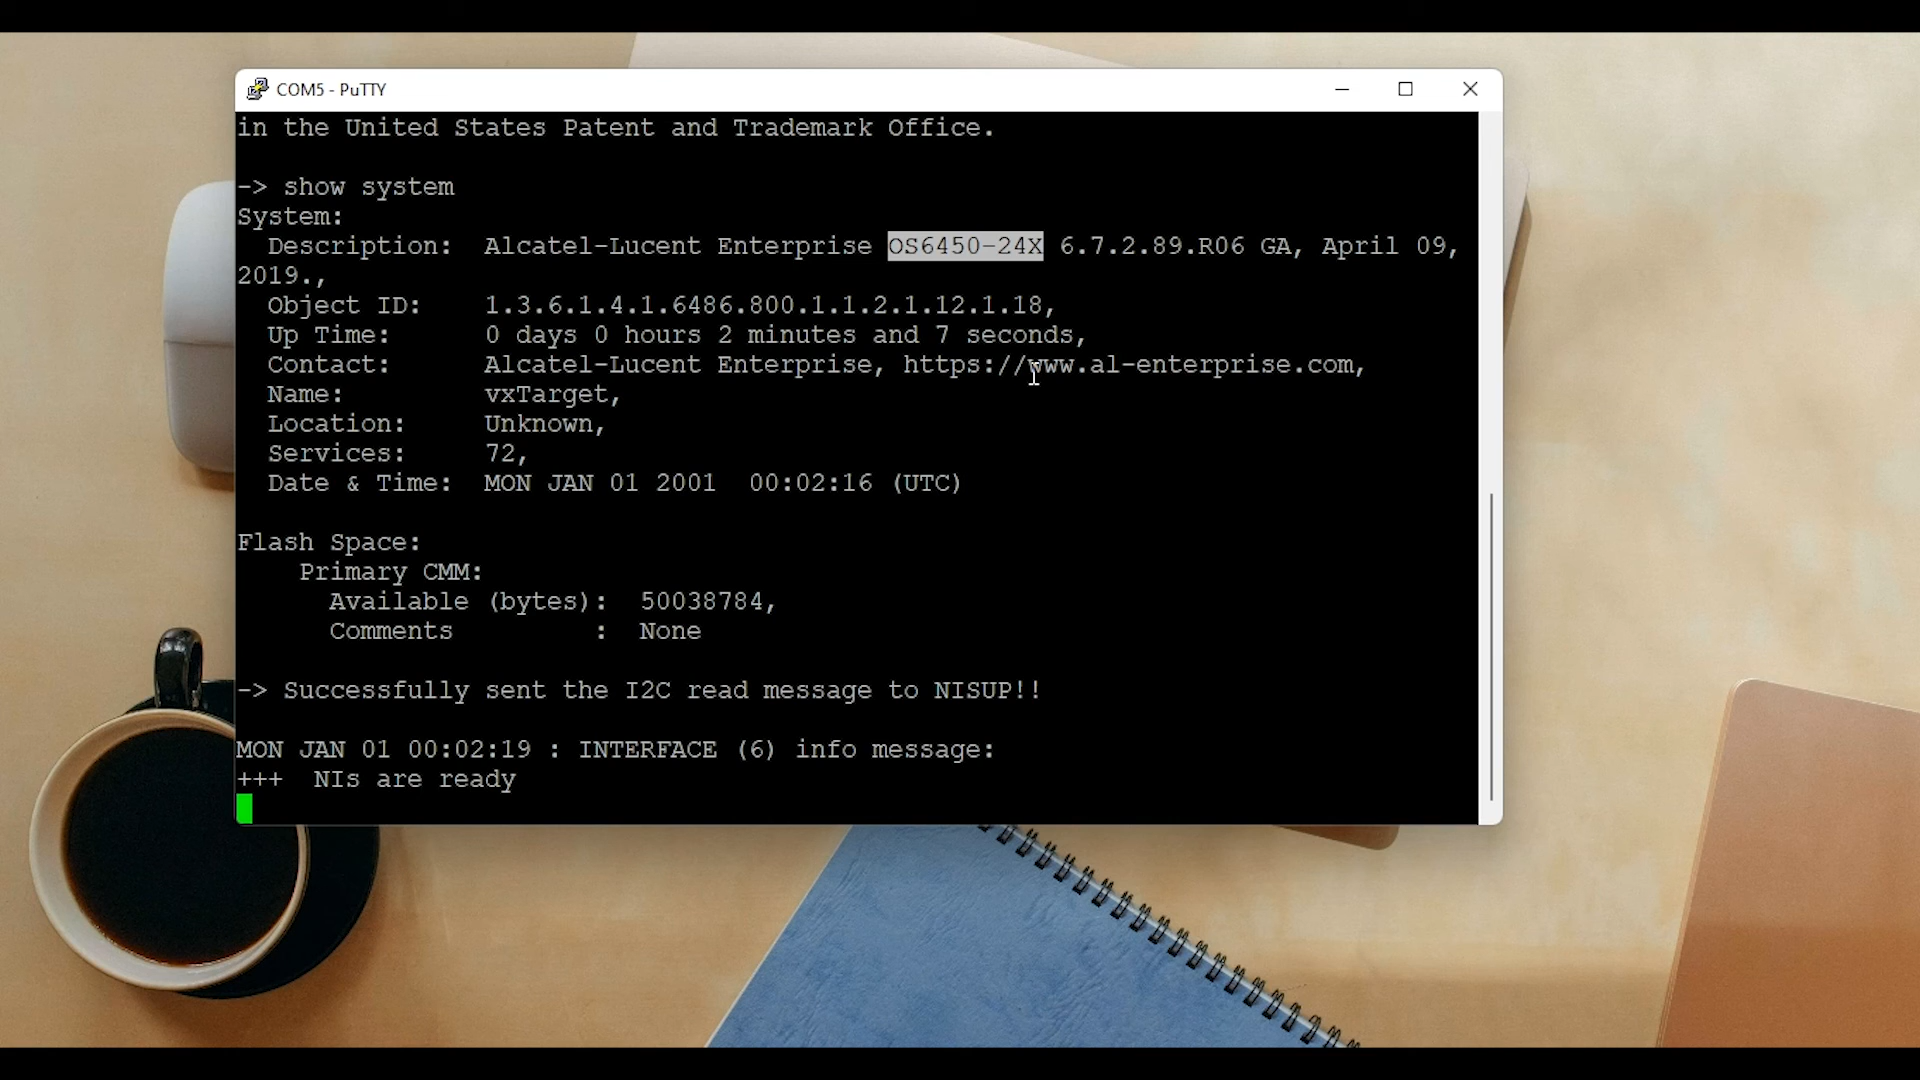 COM5 - PuTTY
in the United States Patent and Trademark Office.
-> show system
System:
Description: Alcatel-Lucent Enterprise OS6450-24X 6.7.2.89.R06 GA, April 09,
2019.,
Object ID: 1.3.6.1.4.1.6486.800.1.1.2.1.12.1.18,
Up Time: 0 days 0 hours 2 minutes and 7 seconds,
Contact: Alcatel-Lucent Enterprise, https://www.al-enterprise.com,
Name: vxTarget,
Location: Unknown,
Services: 72,
Date & Time: MON JAN 01 2001 00:02:16 (UTC)
Flash Space:
Primary CMM:
Available (bytes): 50038784,
Comments : None
-> Successfully sent the I2C read message to NISUP!!
MON JAN 01 00:02:19 : INTERFACE (6) info message:
+++ NIs are ready